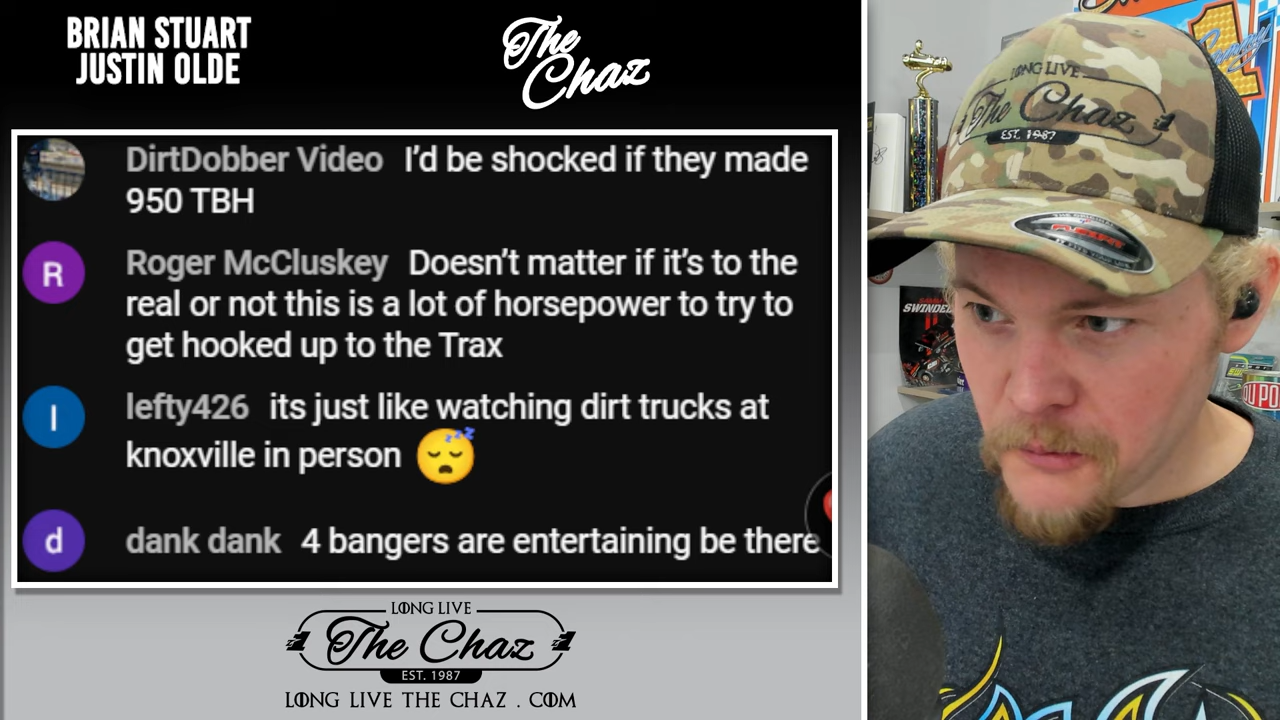 BRIAN STUART
JUSTIN OLDE
The
Chaz
DirtDobber Video I'd be shocked if they made
950 TBH
R
Roger McCluskey Doesn't matter if it's to the
real or not this is a lot of horsepower to try to
get hooked up to the Trax
l
lefty426 its just like watching dirt trucks at
knoxville in person 😴
d
dank dank 4 bangers are entertaining be there
LONG LIVE
The Chaz
EST. 1987
LONG LIVE THE CHAZ . COM
LONG LIVE
The Chaz
EST. 1987
1
Sammy
SWINDEL
DUPO